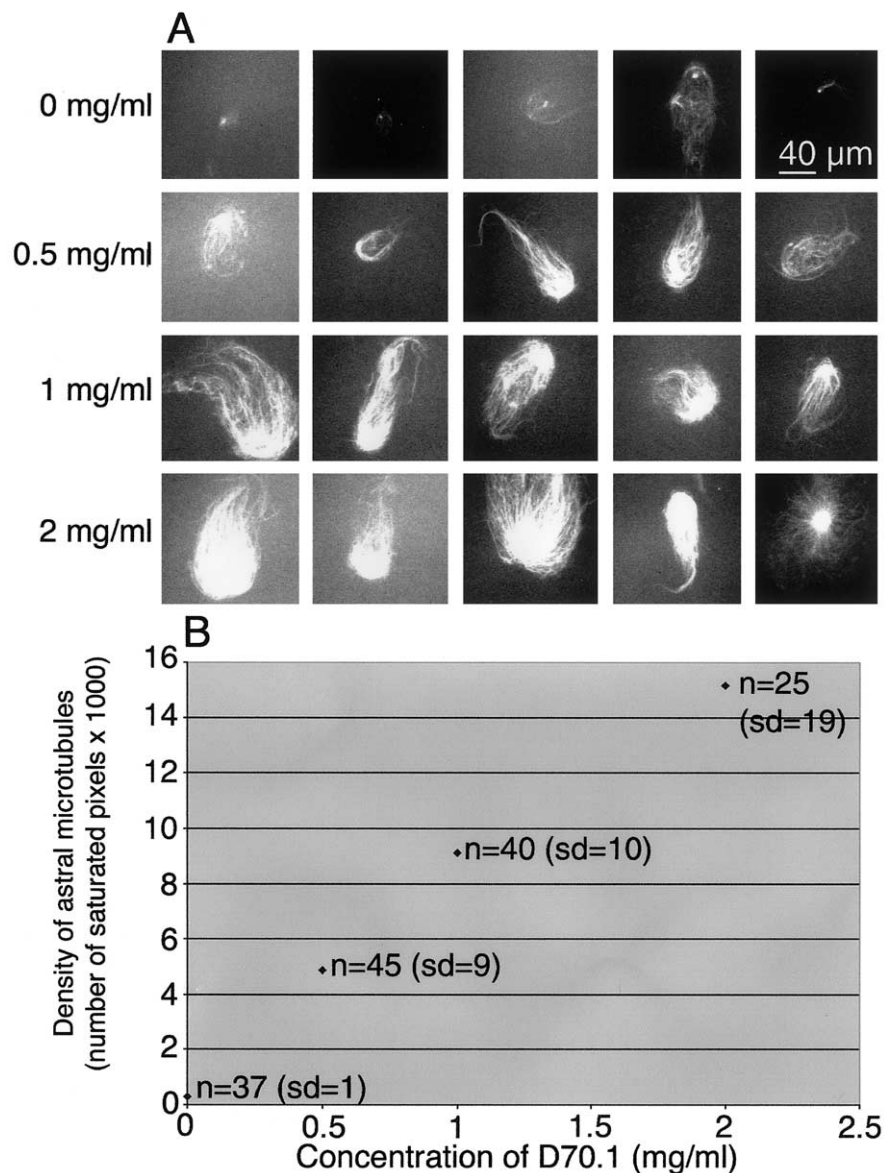 A
0 mg/ml
40 µm
0.5 mg/ml
1 mg/ml
2 mg/ml
B
Density of astral microtubules
(number of saturated pixels x 1000)
16
14
12
10
8
6
4
2
0
n=25
(sd=19)
n=40 (sd=10)
n=45 (sd=9)
n=37 (sd=1)
0 0.5 1 1.5 2 2.5
Concentration of D70.1 (mg/ml)